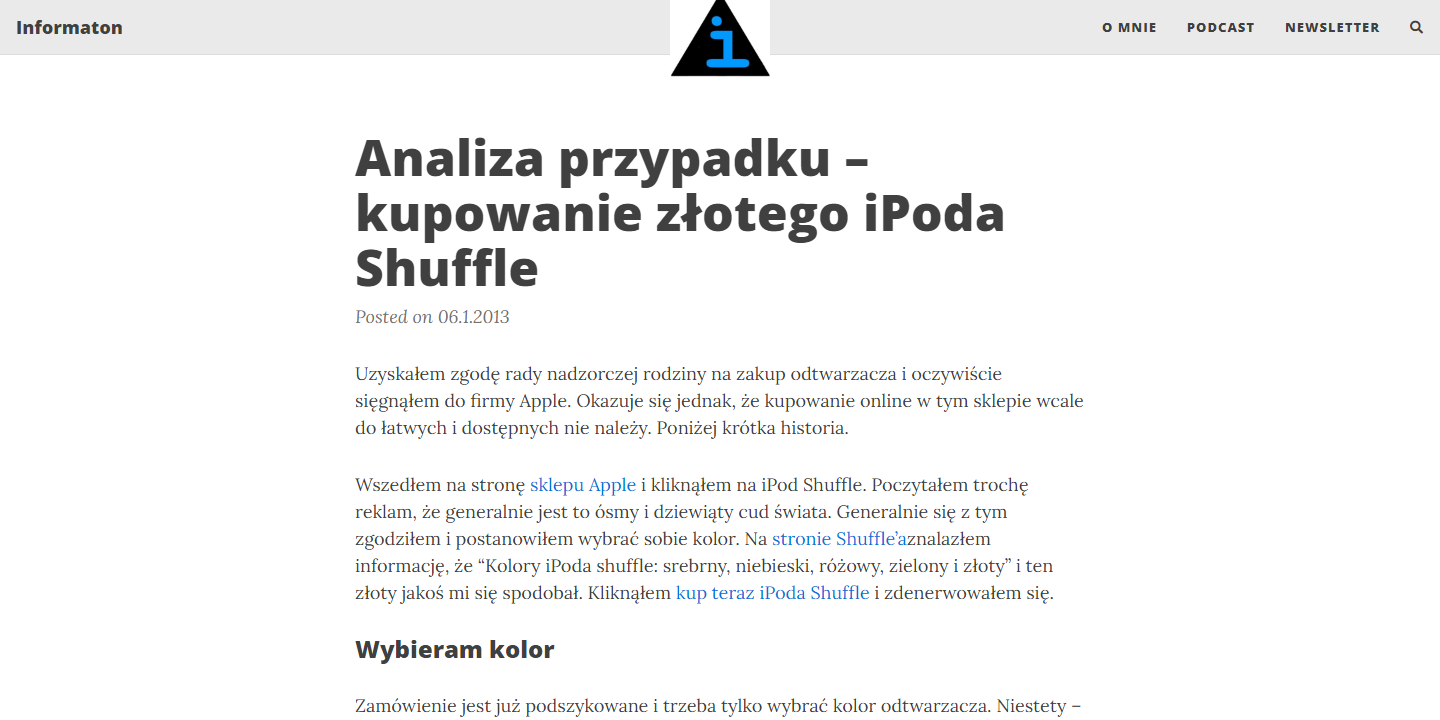 Informaton
i
O MNIE
PODCAST
NEWSLETTER
Analiza przypadku –
kupowanie złotego iPoda
Shuffle
Posted on 06.1.2013
Uzyskałem zgodę rady nadzorczej rodziny na zakup odtwarzacza i oczywiście
sięgnąłem do firmy Apple. Okazuje się jednak, że kupowanie online w tym sklepie wcale
do łatwych i dostępnych nie należy. Poniżej krótka historia.
Wszedłem na stronę sklepu Apple i kliknąłem na iPod Shuffle. Poczytałem trochę
reklam, że generalnie jest to ósmy i dziewiąty cud świata. Generalnie się z tym
zgodziłem i postanowiłem wybrać sobie kolor. Na stronie Shuffle’aznalazłem
informację, że “Kolory iPoda shuffle: srebrny, niebieski, różowy, zielony i złoty” i ten
złoty jakoś mi się spodobał. Kliknąłem kup teraz iPoda Shuffle i zdenerwowałem się.
Wybieram kolor
Zamówienie jest już podszykowane i trzeba tylko wybrać kolor odtwarzacza. Niestety –